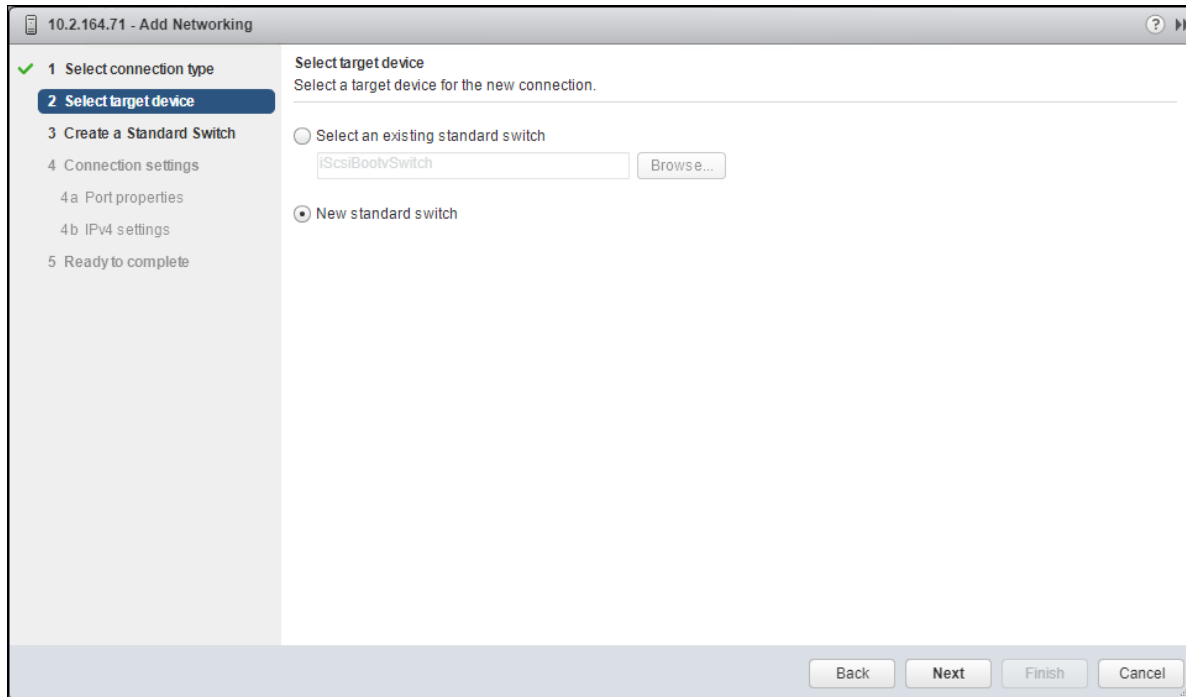 10.2.164.71 - Add Networking
?
1 Select connection type
2 Select target device
3 Create a Standard Switch
4 Connection settings
4a Port properties
4b IPv4 settings
5 Ready to complete
Select target device
Select a target device for the new connection.
Select an existing standard switch
iScsiBootvSwitch
Browse...
New standard switch
Back Next Finish Cancel